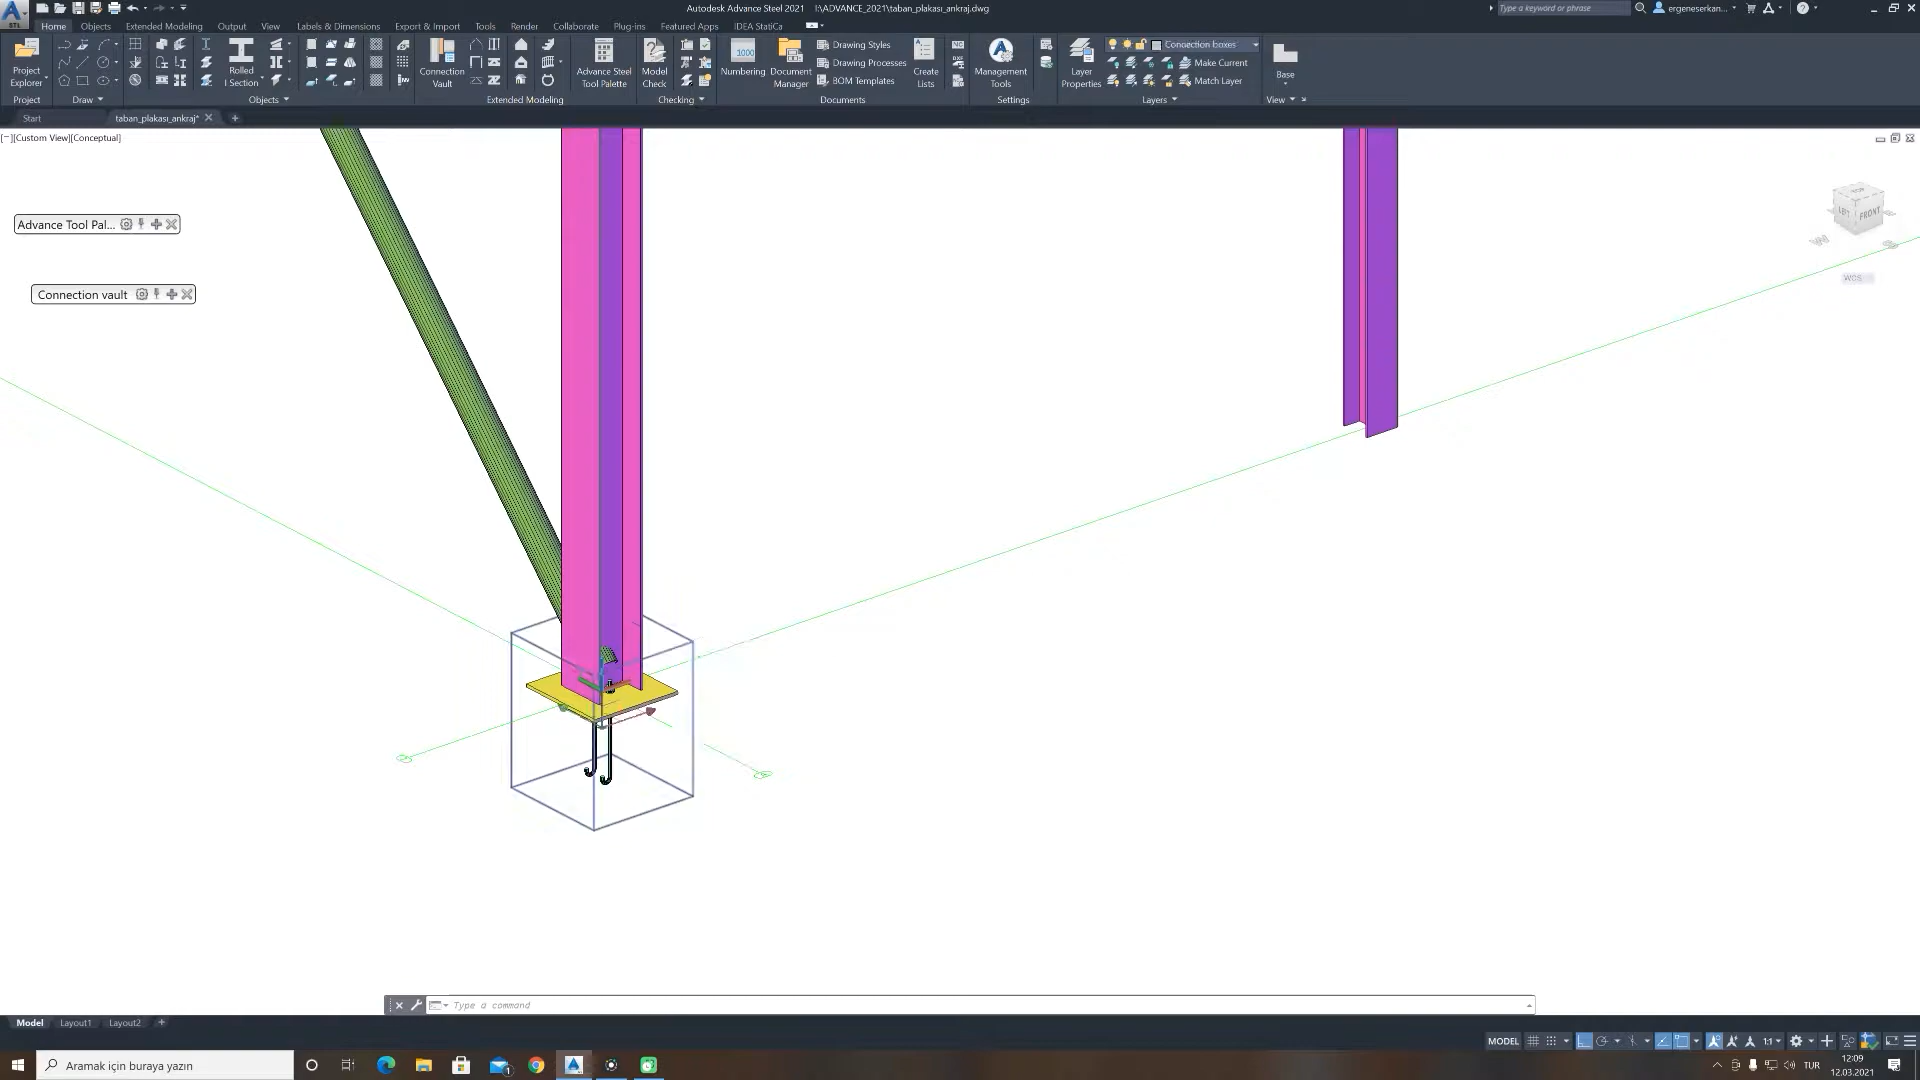 Autodesk Advance Steel 2021 I:\ADVANCE_2021\taban_plakası_ankraj.dwg
Type a keyword or phrase
ergeneserkan...
Home Objects Extended Modeling Output View Labels & Dimensions Export & Import Tools Render Collaborate Plug-ins Featured Apps IDEA StatiCa
Project Explorer
Rolled I Section
Connection Vault
Advance Steel Tool Palette
Model Check
1000
Numbering
Document Manager
Drawing Styles
Drawing Processes
BOM Templates
Create Lists
Management Tools
Layer Properties
Connection boxes
Make Current
Match Layer
Base
Project Draw Objects Extended Modeling Checking Documents Settings Layers View
Start taban_plakası_ankraj*
[−][Custom View][Conceptual]
TOP
FRONT
WCS
Advance Tool Pal...
Connection vault
Type a command
Model Layout1 Layout2
MODEL 1:1
Aramak için buraya yazın
TUR
12:09
12.03.2021